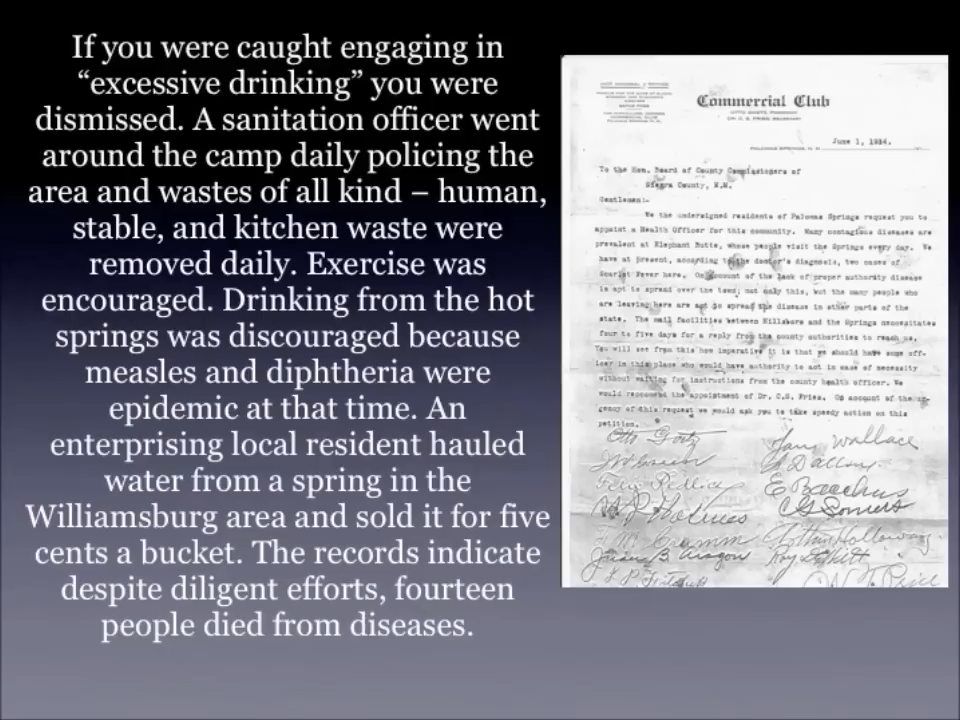 If you were caught engaging in
“excessive drinking” you were
dismissed. A sanitation officer went
around the camp daily policing the
area and wastes of all kind – human,
stable, and kitchen waste were
removed daily. Exercise was
encouraged. Drinking from the hot
springs was discouraged because
measles and diphtheria were
epidemic at that time. An
enterprising local resident hauled
water from a spring in the
Williamsburg area and sold it for five
cents a bucket. The records indicate
despite diligent efforts, fourteen
people died from diseases.
Commercial Club
June 1, 1914.
To the Hon. Board of County Commissioners of
Sierra County, N.M.
Gentlemen:-
We the undersigned residents of Palomas Springs request you to
appoint a Health Officer for this community. Many contagious diseases are
prevalent at Elephant Butte, whose people visit the Springs every day. We
have at present, according to the doctor's diagnosis, two cases of
Scarlet Fever here. On account of the lack of proper authority disease
is apt to spread over the town; not only this, but the many people who
are leaving here are apt to spread the disease in other parts of the
state. The mail facilities between Hillsboro and the Springs necessitates
four to five days for a reply from the county authorities to reach us.
You will see from this how imperative it is that we should have some off-
icer in this place who would have authority to act in case of necessity
without waiting for instructions from the county health officer. We
would recommend the appointment of Dr. C.E. Fries. On account of the ur-
gency of this request we would ask you to take speedy action on this
petition.
Otto Goetz
Wallace
Holmes
E Bacchus
Holloway